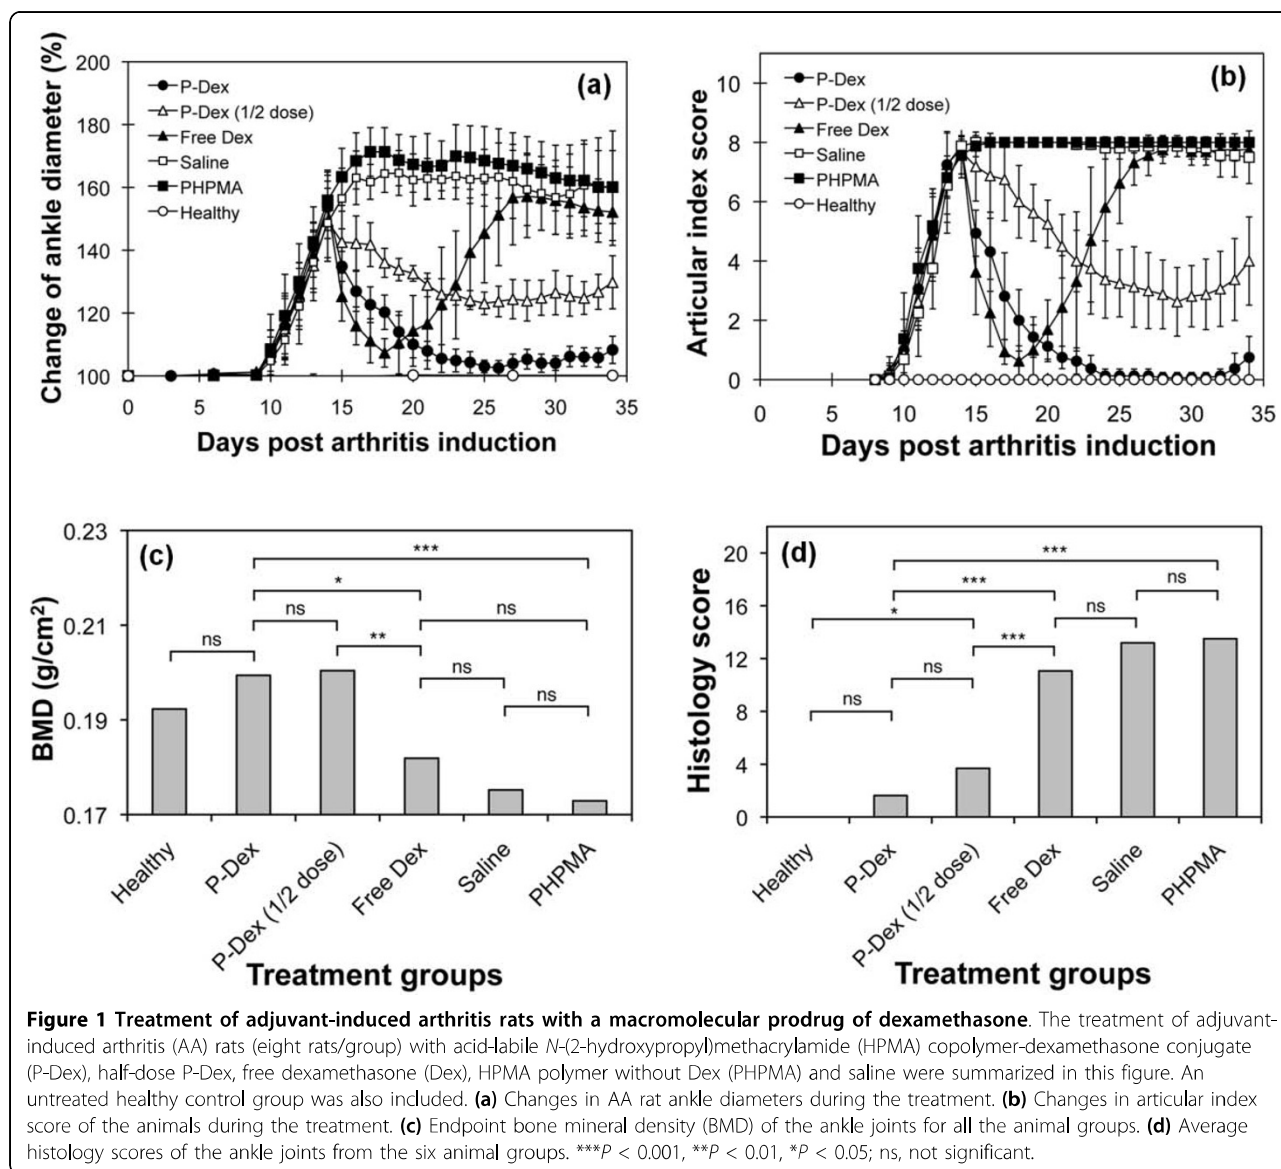 Change of ankle diameter (%)
200
180
160
140
120
100
P-Dex
P-Dex (1/2 dose)
Free Dex
Saline
PHPMA
Healthy
(a)
0 5 10 15 20 25 30 35
Days post arthritis induction
Articular index score
10
8
6
4
2
0
P-Dex
P-Dex (1/2 dose)
Free Dex
Saline
PHPMA
Healthy
(b)
0 5 10 15 20 25 30 35
Days post arthritis induction
BMD (g/cm²)
0.23
0.21
0.19
0.17
(c)
***
*
ns
ns
ns
**
ns
ns
Healthy
P-Dex
P-Dex (1/2 dose)
Free Dex
Saline
PHPMA
Treatment groups
Histology score
20
16
12
8
4
0
(d)
***
***
ns
*
ns
***
ns
ns
Healthy
P-Dex
P-Dex (1/2 dose)
Free Dex
Saline
PHPMA
Treatment groups
Figure 1 Treatment of adjuvant-induced arthritis rats with a macromolecular prodrug of dexamethasone. The treatment of adjuvant-
induced arthritis (AA) rats (eight rats/group) with acid-labile N-(2-hydroxypropyl)methacrylamide (HPMA) copolymer-dexamethasone conjugate
(P-Dex), half-dose P-Dex, free dexamethasone (Dex), HPMA polymer without Dex (PHPMA) and saline were summarized in this figure. An
untreated healthy control group was also included. (a) Changes in AA rat ankle diameters during the treatment. (b) Changes in articular index
score of the animals during the treatment. (c) Endpoint bone mineral density (BMD) of the ankle joints for all the animal groups. (d) Average
histology scores of the ankle joints from the six animal groups. ***P < 0.001, **P < 0.01, *P < 0.05; ns, not significant.